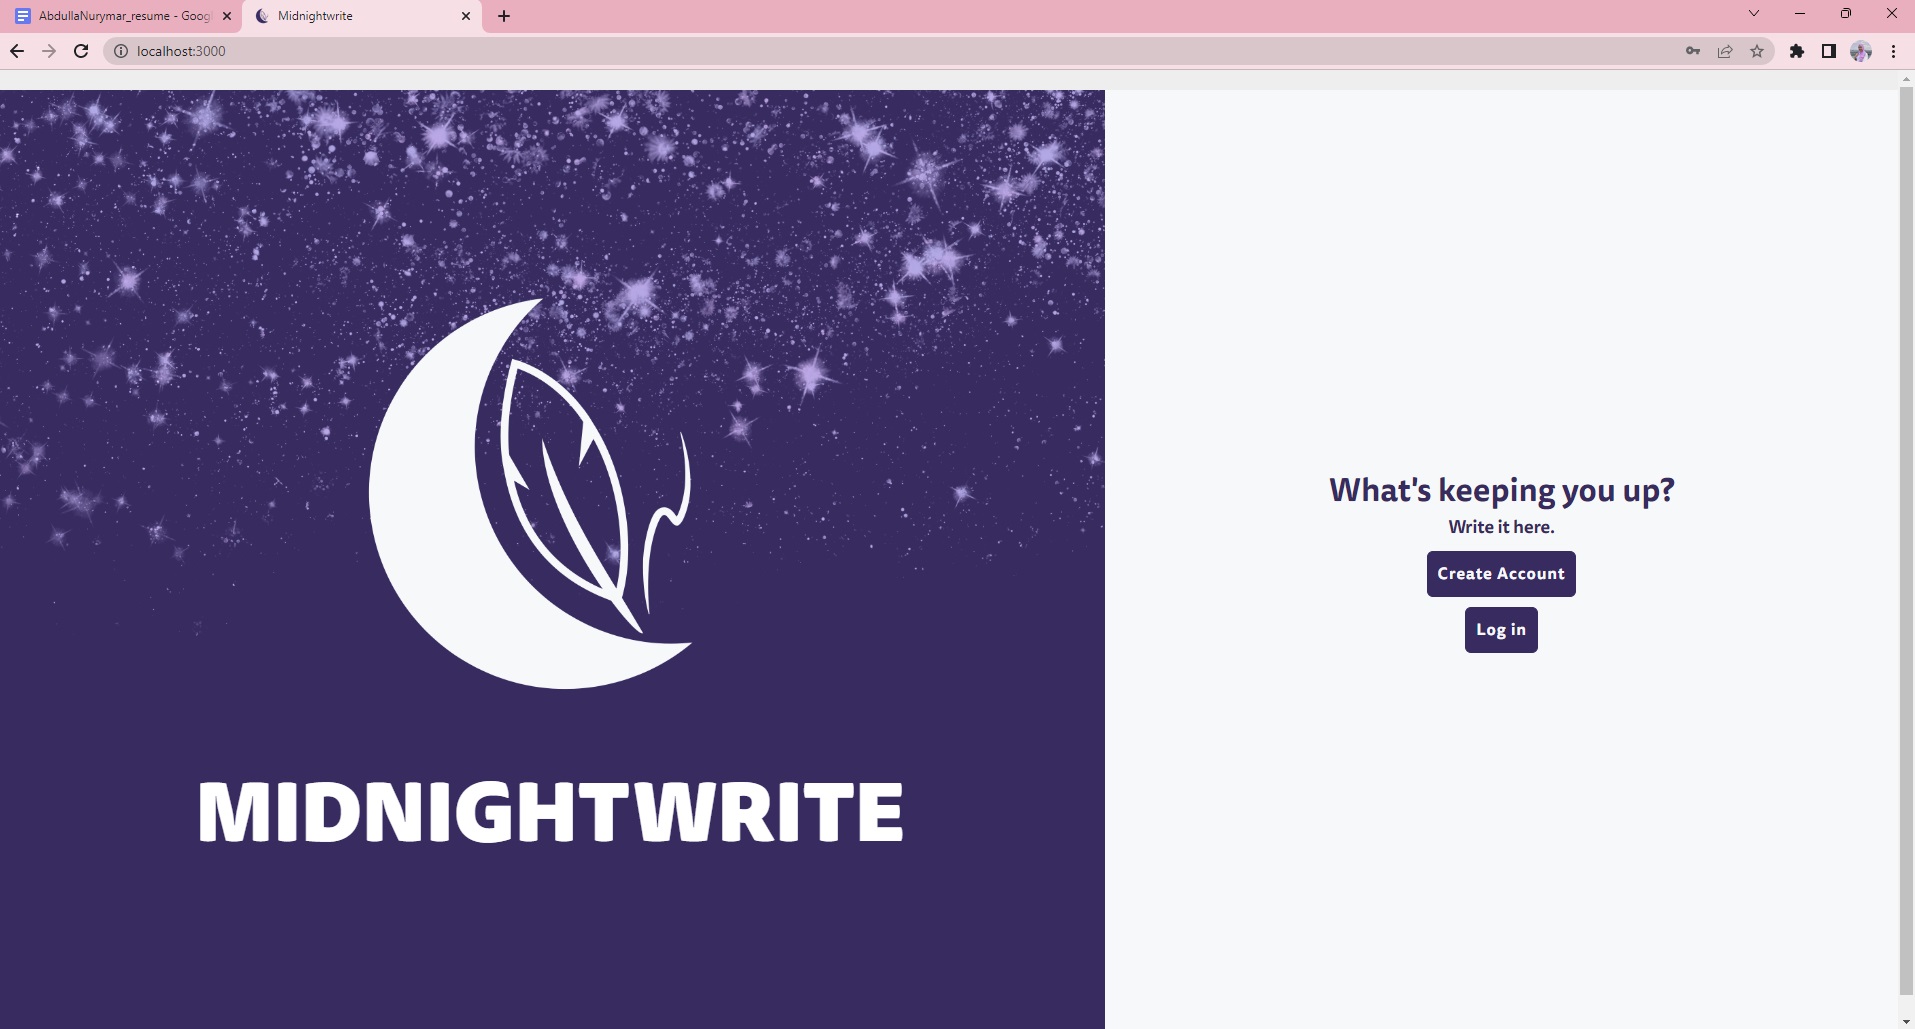 AbdullaNurymar_resume - Goog
Midnightwrite
localhost:3000
What's keeping you up?
Write it here.
Create Account
Log in
MIDNIGHTWRITE